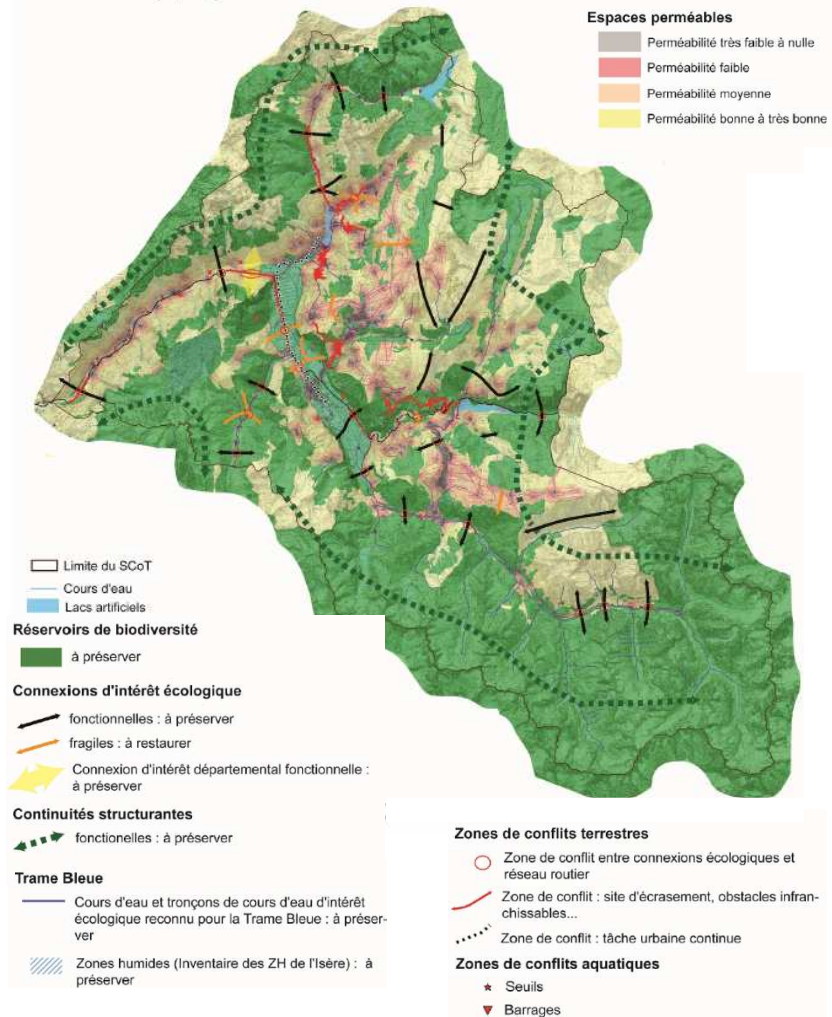 Espaces perméables
Perméabilité très faible à nulle
Perméabilité faible
Perméabilité moyenne
Perméabilité bonne à très bonne
Limite du SCoT
Cours d'eau
Lacs artificiels
Réservoirs de biodiversité
à préserver
Connexions d'intérêt écologique
fonctionnelles : à préserver
fragiles : à restaurer
Connexion d'intérêt départemental fonctionnelle :
à préserver
Continuités structurantes
fonctionelles : à préserver
Trame Bleue
Cours d'eau et tronçons de cours d'eau d'intérêt
écologique reconnu pour la Trame Bleue : à préser-
ver
Zones humides (Inventaire des ZH de l'Isère) : à
préserver
Zones de conflits terrestres
Zone de conflit entre connexions écologiques et
réseau routier
Zone de conflit : site d'écrasement, obstacles infran-
chissables...
Zone de conflit : tâche urbaine continue
Zones de conflits aquatiques
Seuils
Barrages